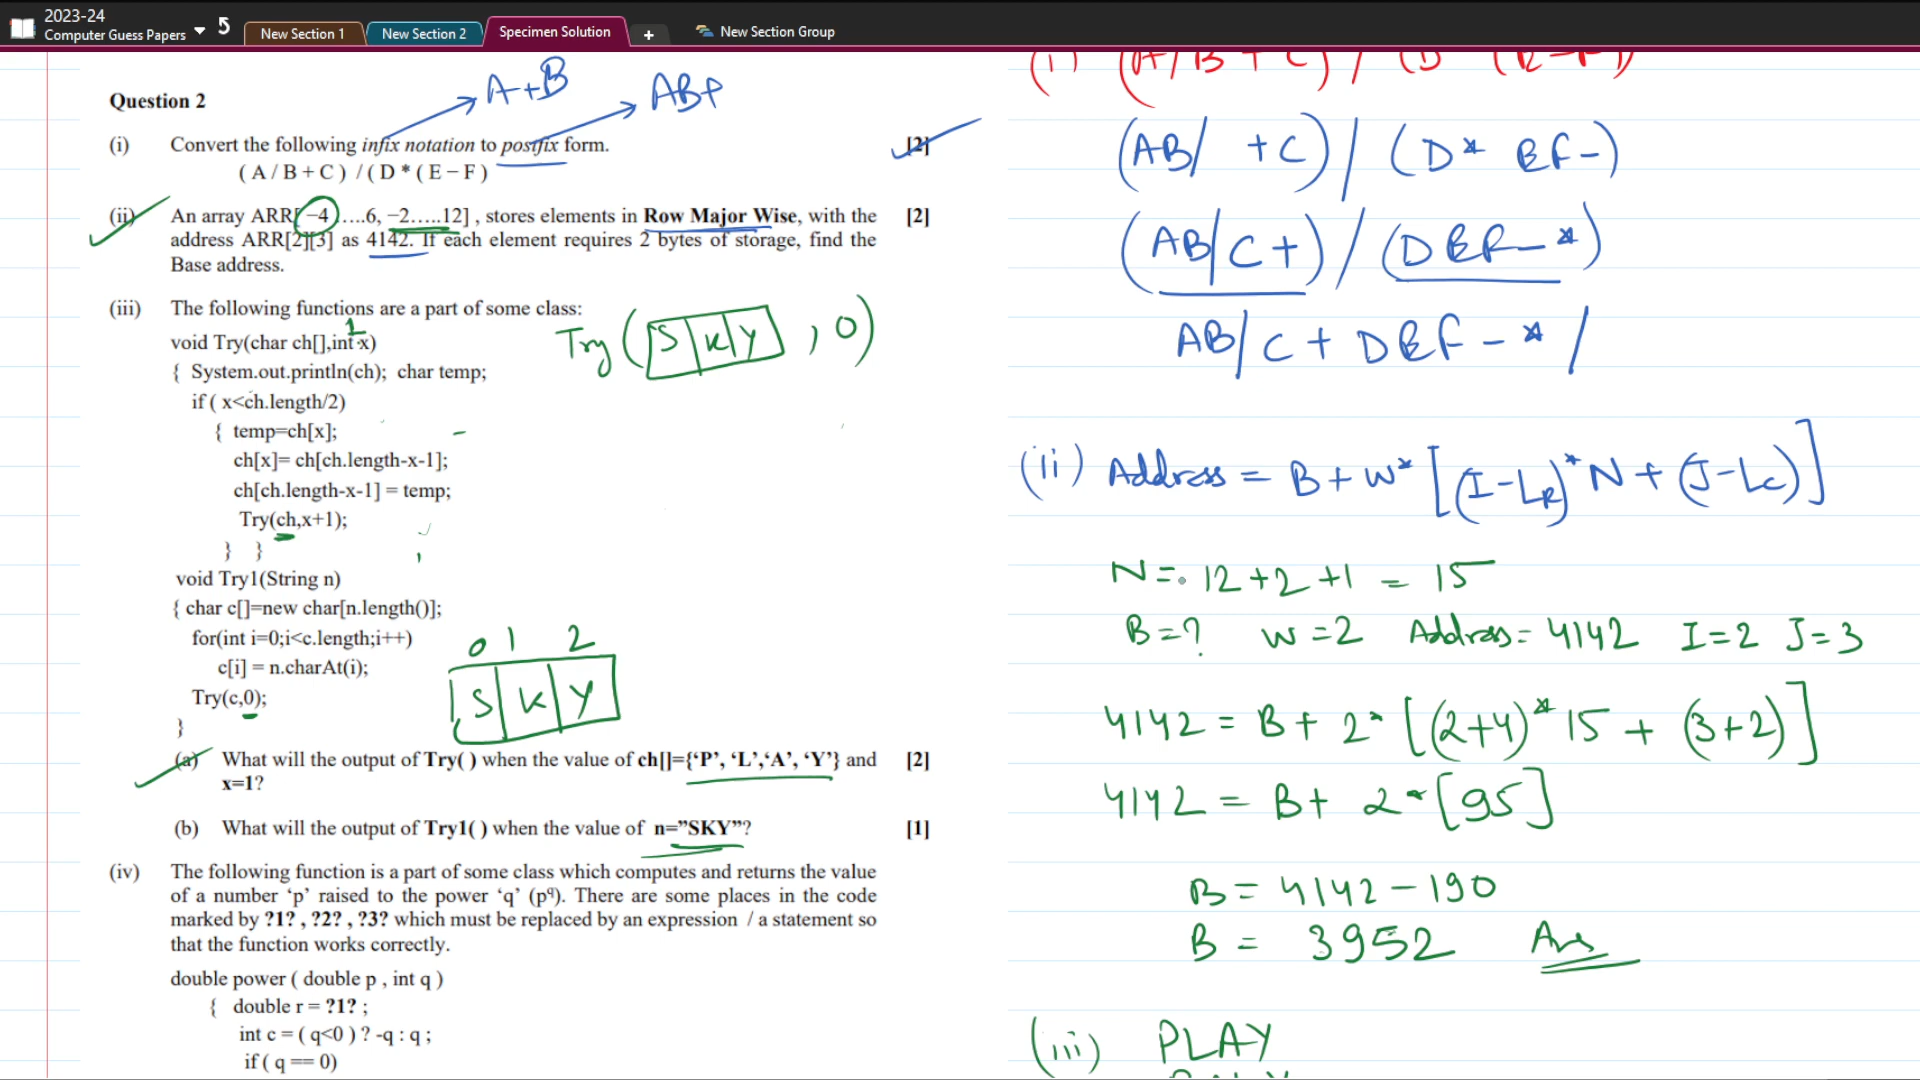 2023-24
Computer Guess Papers
New Section 1
New Section 2
Specimen Solution
+
New Section Group
Question 2
A+B
AB+
(i) Convert the following infix notation to postfix form. [2]
( A / B + C ) / ( D * ( E – F )
(ii) An array ARR[ –4…..6, –2…..12] , stores elements in Row Major Wise, with the [2]
address ARR[2][3] as 4142. If each element requires 2 bytes of storage, find the
Base address.
(iii) The following functions are a part of some class:
1
void Try(char ch[],int x)
Try ( S K Y , 0 )
{ System.out.println(ch); char temp;
if ( x<ch.length/2)
{ temp=ch[x];
ch[x]= ch[ch.length-x-1];
ch[ch.length-x-1] = temp;
Try(ch,x+1);
} }
void Try1(String n)
{ char c[]=new char[n.length()];
for(int i=0;i<c.length;i++)
c[i] = n.charAt(i);
Try(c,0);
}
0 1 2
S K Y
(a) What will the output of Try( ) when the value of ch[]={‘P’, ‘L’,‘A’, ‘Y’} and [2]
x=1?
(b) What will the output of Try1( ) when the value of n=”SKY”? [1]
(iv) The following function is a part of some class which computes and returns the value
of a number ‘p’ raised to the power ‘q’ (pq). There are some places in the code
marked by ?1? , ?2? , ?3? which must be replaced by an expression / a statement so
that the function works correctly.
double power ( double p , int q )
{ double r = ?1? ;
int c = ( q<0 ) ? -q : q ;
if ( q == 0)
(i) (A/B+C) / (D (E-F)
(AB/ +C) / (D* EF-)
(AB/C+) / (DEF-*)
AB/C+DEF-*/
(ii) Address = B+W* [(I-LR)*N+(J-Lc)]
N = 12+2+1 = 15
B=? W=2 Address= 4142 I=2 J=3
4142 = B+ 2* [(2+4)*15 + (3+2)]
4142 = B+ 2*[95]
B= 4142-190
B = 3952 Ans
(iii) PLAY